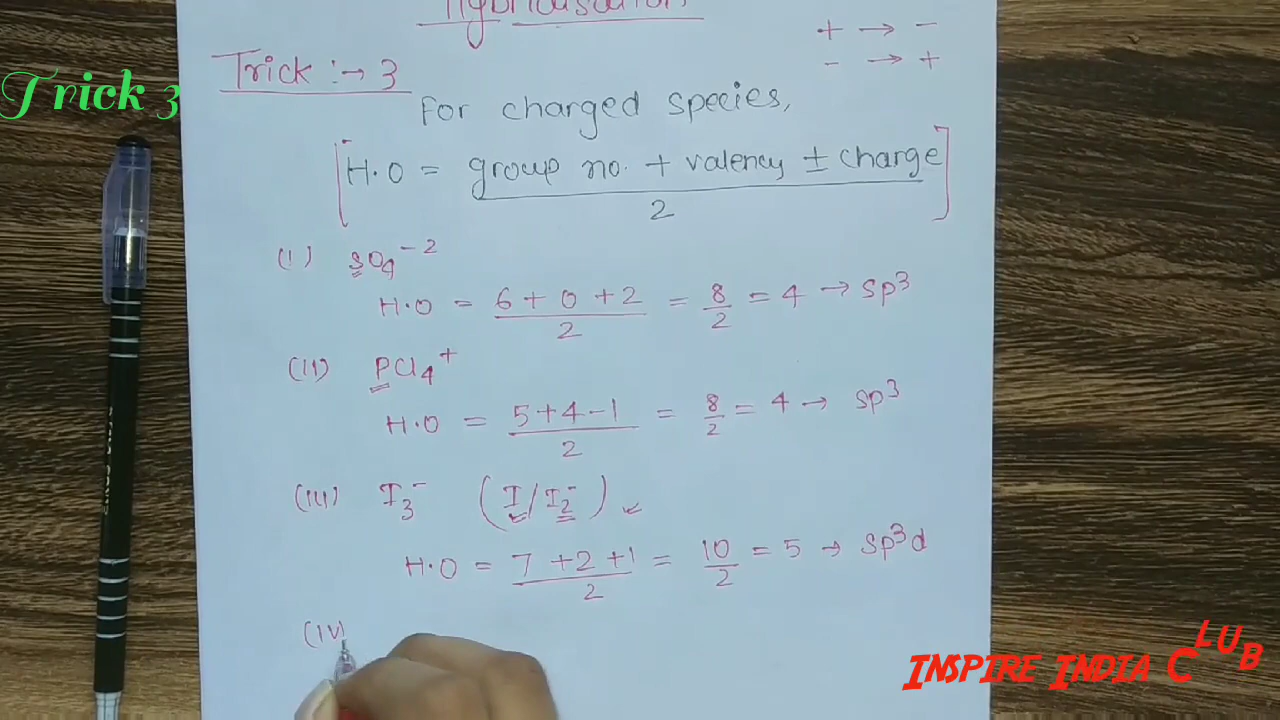 Hybridisation
+ → -
- → +
Trick 3
Trick :→ 3
For charged species,
[H.O = group no. + valency ± charge / 2]
(I) SO₄⁻²
H.O = 6 + 0 + 2 / 2 = 8/2 = 4 → sp³
(II) PCl₄⁺
H.O = 5+4-1 / 2 = 8/2 = 4 → sp³
(III) I₃⁻ (I/I₂⁻)
H.O = 7 +2 +1 / 2 = 10/2 = 5 → sp³d
(IV)
INSPIRE INDIA CLUB